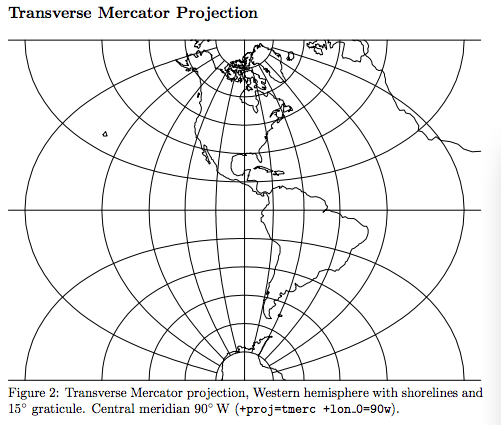 Transverse Mercator Projection
Figure 2: Transverse Mercator projection, Western hemisphere with shorelines and
15° graticule. Central meridian 90° W (+proj=tmerc +lon_0=90w).